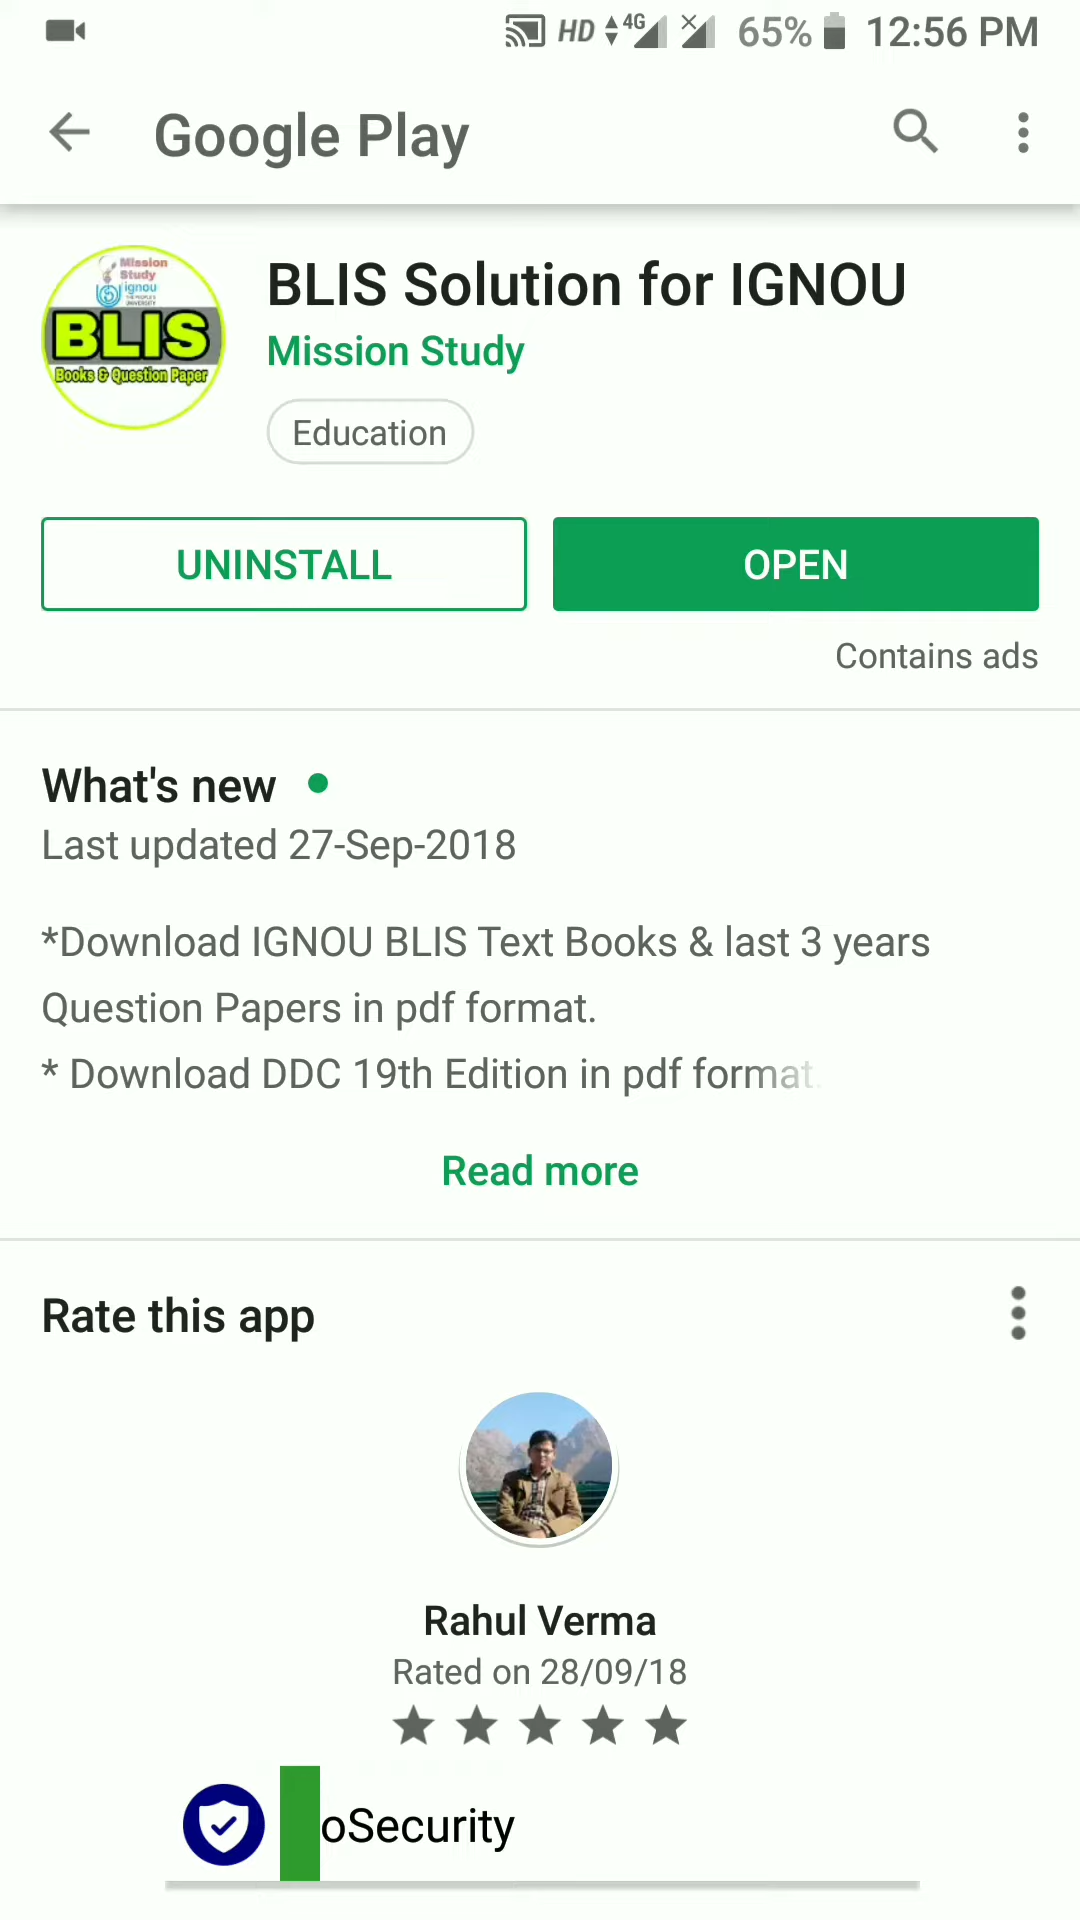 HD 4G 65% 12:56 PM
Google Play
Mission
Study
ignou
THE PEOPLE'S
UNIVERSITY
BLIS
Books & Question Paper
BLIS Solution for IGNOU
Mission Study
Education
UNINSTALL
OPEN
Contains ads
What's new
Last updated 27-Sep-2018
*Download IGNOU BLIS Text Books & last 3 years
Question Papers in pdf format.
* Download DDC 19th Edition in pdf format.
Read more
Rate this app
Rahul Verma
Rated on 28/09/18
oSecurity